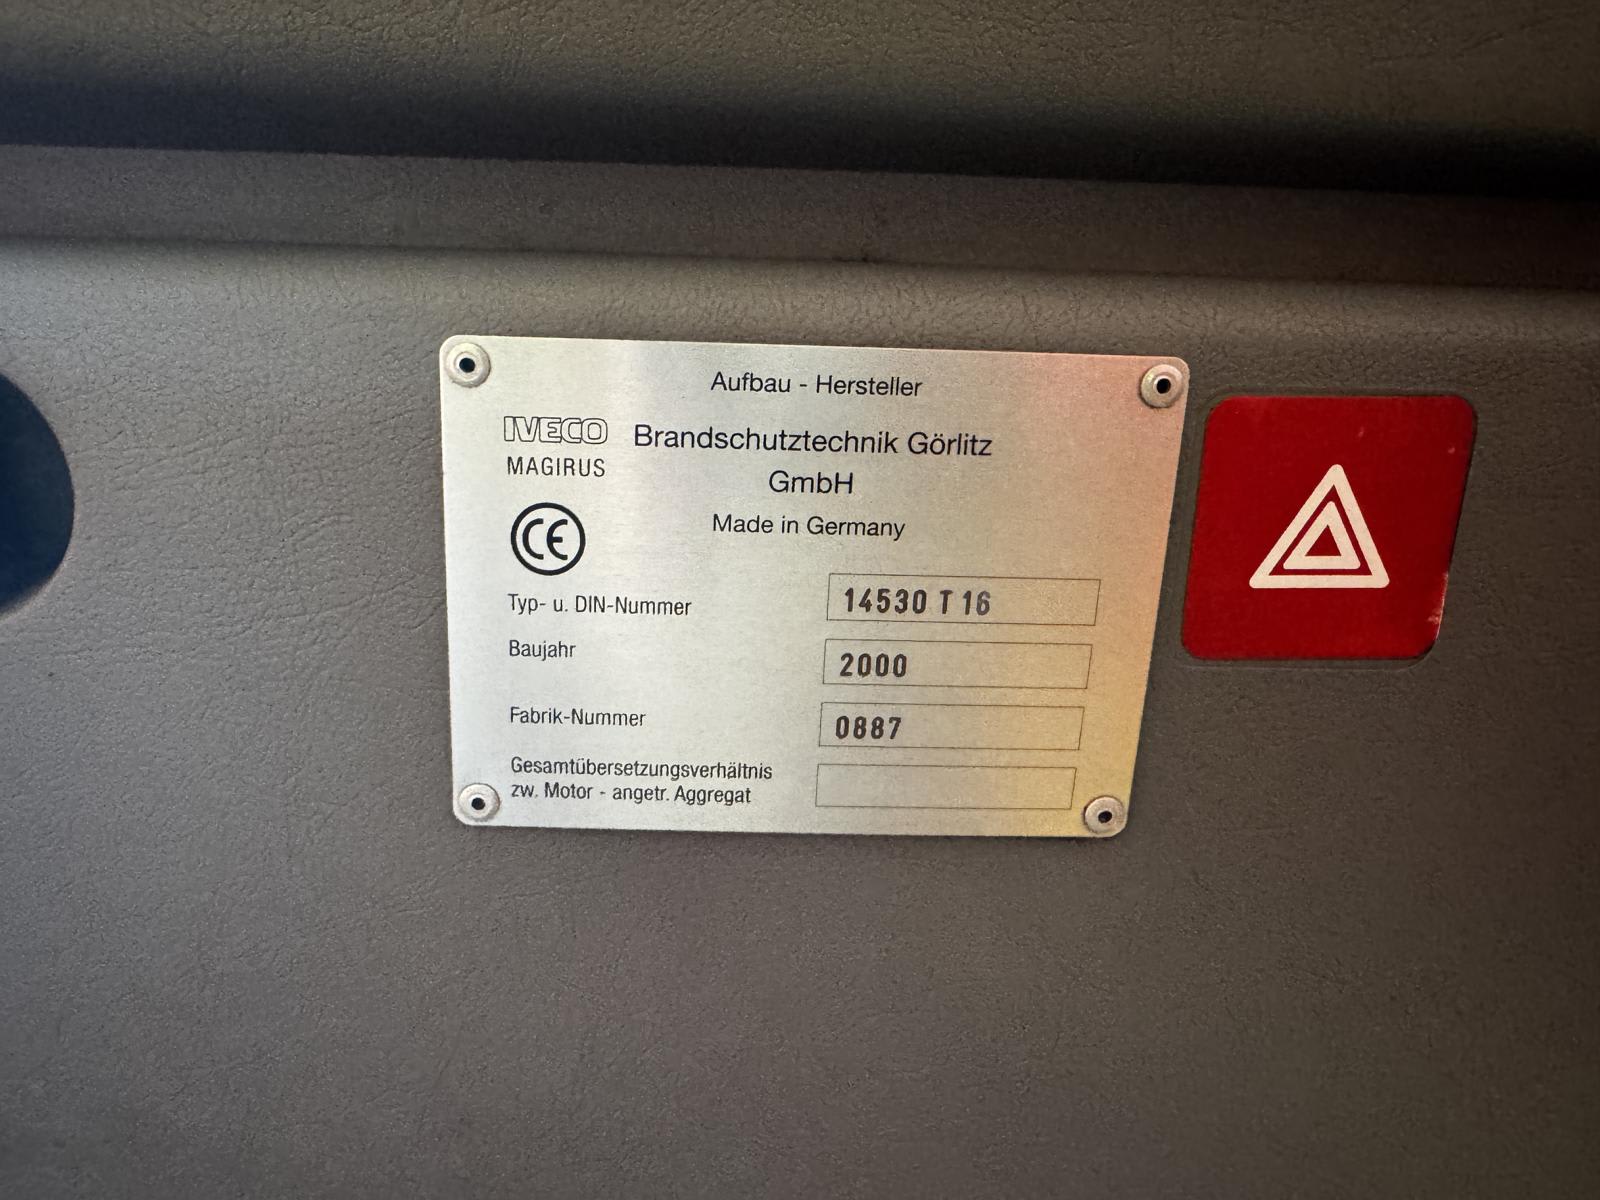 Aufbau - Hersteller
IVECO
MAGIRUS
Brandschutztechnik Görlitz
GmbH
Made in Germany
CE
Typ- u. DIN-Nummer 14530 T 16
Baujahr 2000
Fabrik-Nummer 0887
Gesamtübersetzungsverhältnis
zw. Motor - angetr. Aggregat